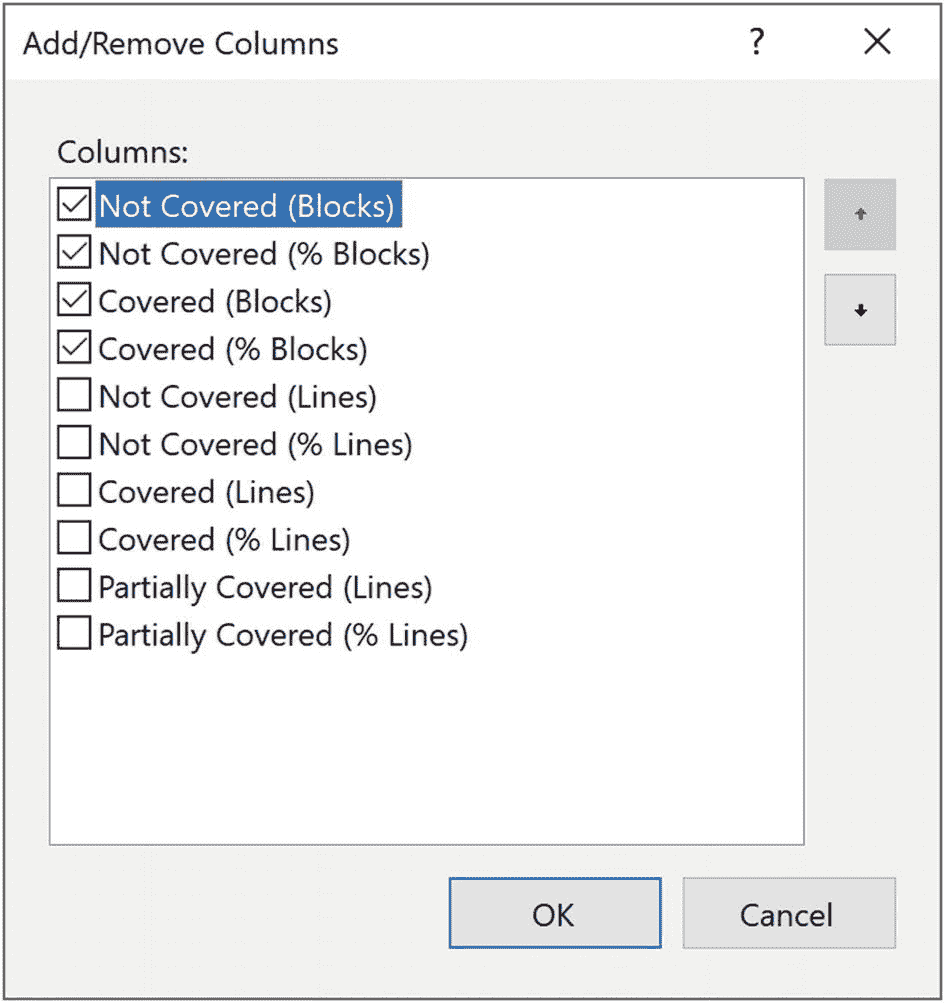 Add/Remove Columns ?
Columns:
Not Covered (Blocks)
Not Covered (% Blocks)
Covered (Blocks)
Covered (% Blocks)
Not Covered (Lines)
Not Covered (% Lines)
Covered (Lines)
Covered (% Lines)
Partially Covered (Lines)
Partially Covered (% Lines)
OK Cancel